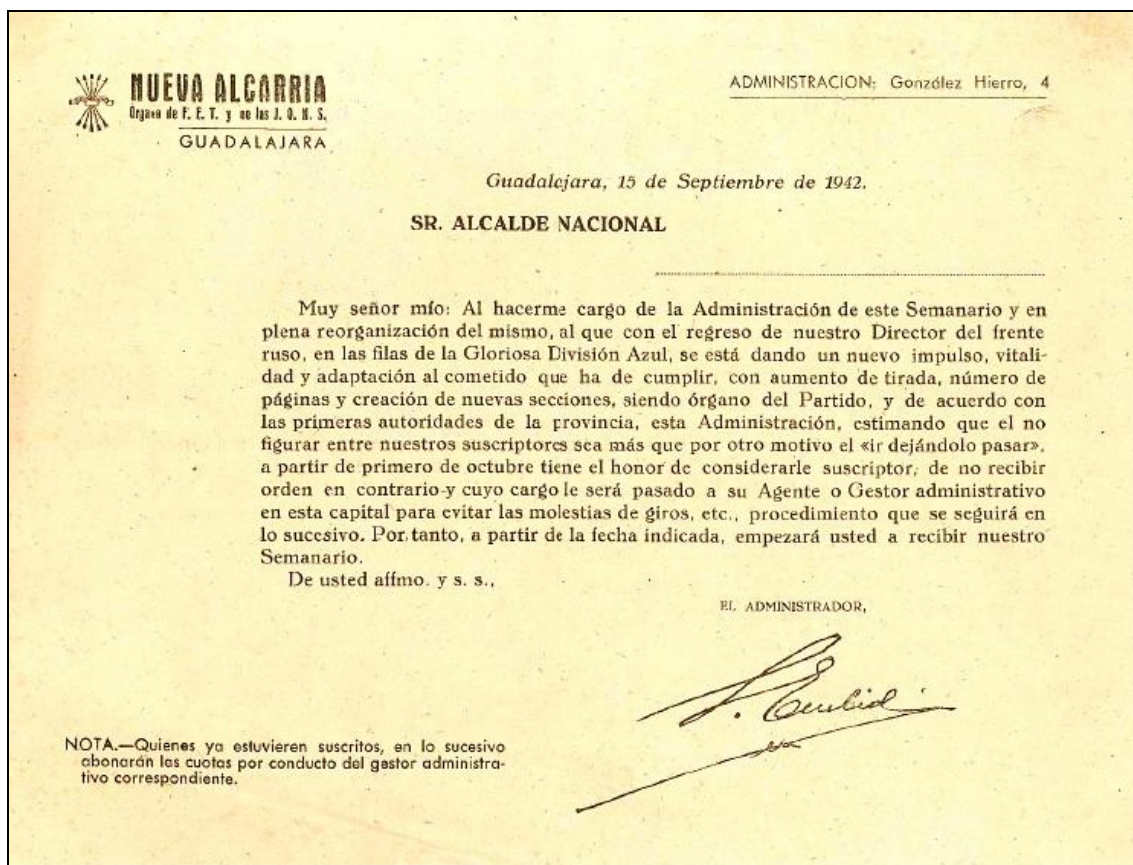 NUEVA ALCARRIA
Organo de F. E. T. y de las J. O. N. S.
GUADALAJARA
ADMINISTRACION: González Hierro, 4
Guadalajara, 15 de Septiembre de 1942.
SR. ALCALDE NACIONAL
Muy señor mío: Al hacerme cargo de la Administración de este Semanario y en
plena reorganización del mismo, al que con el regreso de nuestro Director del frente
ruso, en las filas de la Gloriosa División Azul, se está dando un nuevo impulso, vitali-
dad y adaptación al cometido que ha de cumplir, con aumento de tirada, número de
páginas y creación de nuevas secciones, siendo órgano del Partido, y de acuerdo con
las primeras autoridades de la provincia, esta Administración, estimando que el no
figurar entre nuestros suscriptores sea más que por otro motivo el «ir dejándolo pasar»,
a partir de primero de octubre tiene el honor de considerarle suscriptor, de no recibir
orden en contrario y cuyo cargo le será pasado a su Agente o Gestor administrativo
en esta capital para evitar las molestias de giros, etc., procedimiento que se seguirá en
lo sucesivo. Por tanto, a partir de la fecha indicada, empezará usted a recibir nuestro
Semanario.
De usted affmo. y s. s.,
EL ADMINISTRADOR,
NOTA.—Quienes ya estuvieren suscritos, en lo sucesivo
abonarán las cuotas por conducto del gestor administra-
tivo correspondiente.